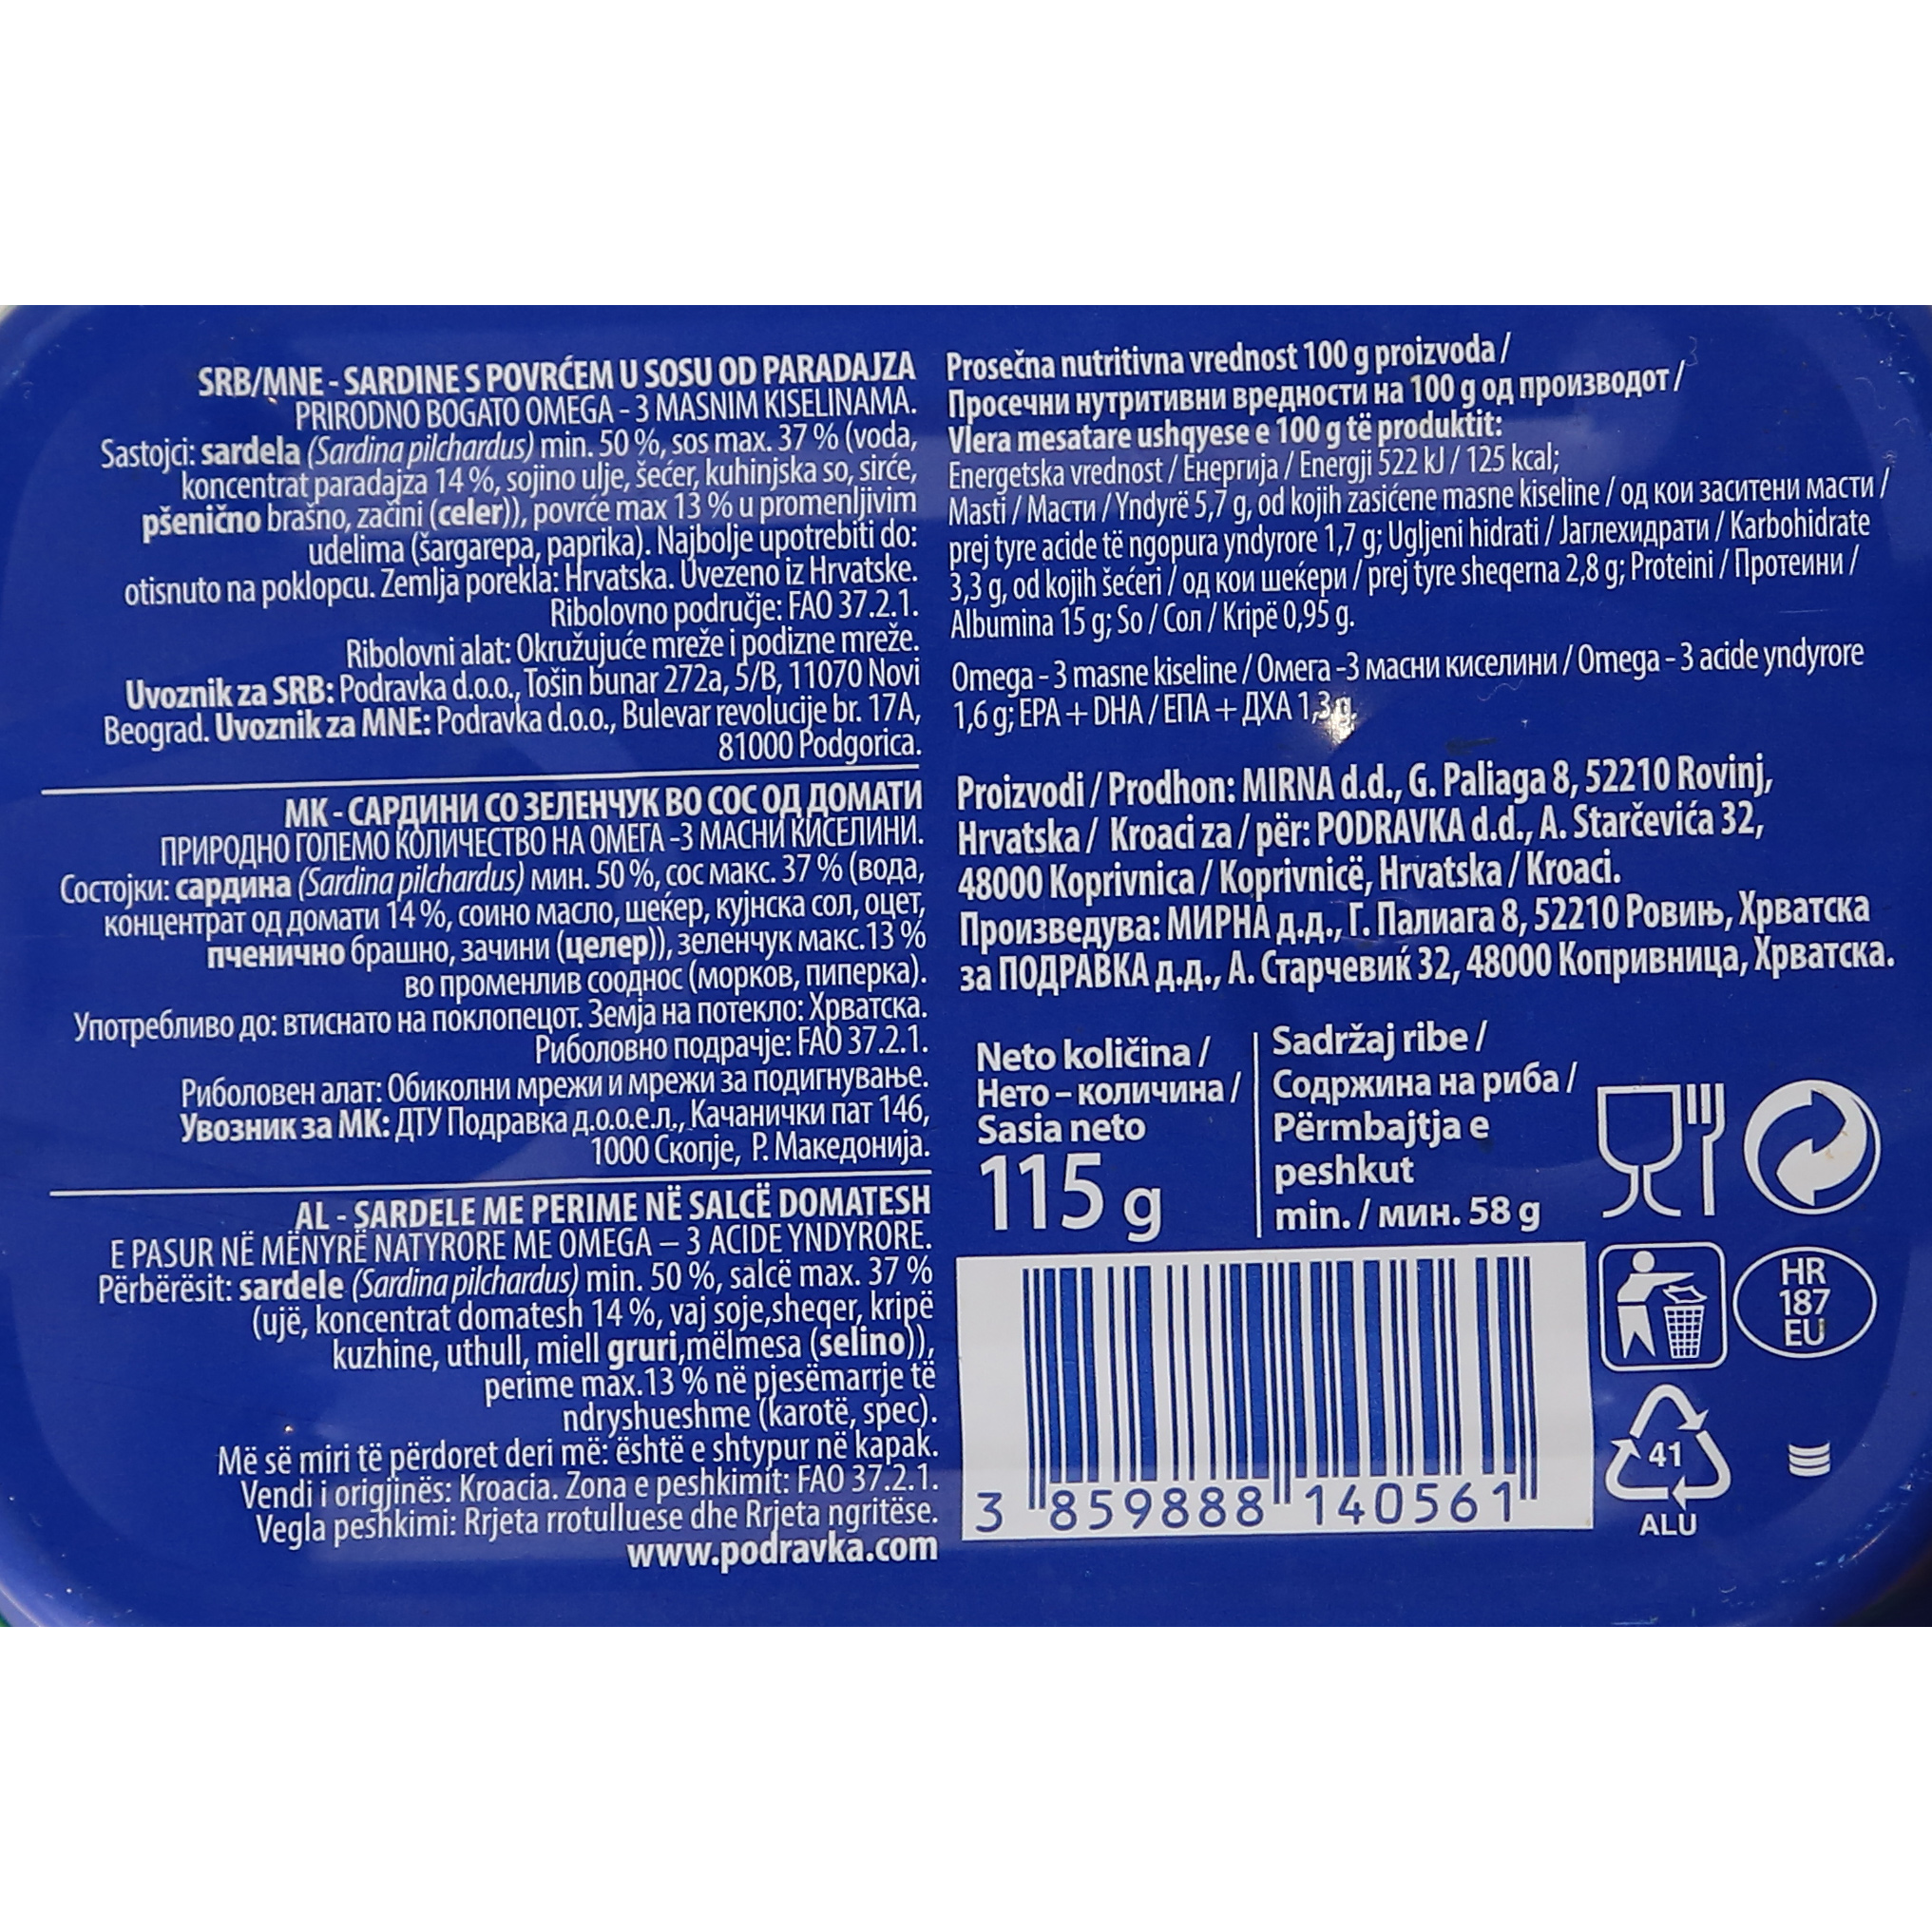 SRB/MNE - SARDINE S POVRĆEM U SOSU OD PARADAJZA
PRIRODNO BOGATO OMEGA - 3 MASNIM KISELINAMA.
Sastojci: sardela (Sardina pilchardus) min. 50 %, sos max. 37 % (voda,
koncentrat paradajza 14 %, sojino ulje, šećer, kuhinjska so, sirće,
pšenično brašno, začini (celer)), povrće max 13 % u promenljivim
udelima (šargarepa, paprika). Najbolje upotrebiti do:
otisnuto na poklopcu. Zemlja porekla: Hrvatska. Uvezeno iz Hrvatske.
Ribolovno područje: FAO 37.2.1.
Ribolovni alat: Okružujuće mreže i podizne mreže.
Uvoznik za SRB: Podravka d.o.o., Tošin bunar 272a, 5/B, 11070 Novi
Beograd. Uvoznik za MNE: Podravka d.o.o., Bulevar revolucije br. 17A,
81000 Podgorica.
MK - САРДИНИ СО ЗЕЛЕНЧУК ВО СОС ОД ДОМАТИ
ПРИРОДНО ГОЛЕМО КОЛИЧЕСТВО НА ОМЕГА -3 МАСНИ КИСЕЛИНИ.
Состојки: сардина (Sardina pilchardus) мин. 50 %, сос макс. 37 % (вода,
концентрат од домати 14 %, соино масло, шеќер, кујнска сол, оцет,
пченично брашно, зачини (целер)), зеленчук макс.13 %
во променлив сооднос (морков, пиперка).
Употребливо до: втиснато на поклопецот. Земја на потекло: Хрватска.
Риболовно подрачје: FAO 37.2.1.
Риболовен алат: Обиколни мрежи и мрежи за подигнување.
Увозник за МК: ДТУ Подравка д.о.о.е.л., Качанички пат 146,
1000 Скопје, Р. Македонија.
AL - SARDELE ME PERIME NË SALCË DOMATESH
E PASUR NË MËNYRË NATYRORE ME OMEGA – 3 ACIDE YNDYRORE.
Përbërësit: sardele (Sardina pilchardus) min. 50 %, salcë max. 37 %
(ujë, koncentrat domatesh 14 %, vaj soje,sheqer, kripë
kuzhine, uthull, miell gruri,mëlmesa (selino)),
perime max.13 % në pjesëmarrje të
ndryshueshme (karotë, spec).
Më së miri të përdoret deri më: është e shtypur në kapak.
Vendi i origjinës: Kroacia. Zona e peshkimit: FAO 37.2.1.
Vegla peshkimi: Rrjeta rrotulluese dhe Rrjeta ngritëse.
www.podravka.com
Prosečna nutritivna vrednost 100 g proizvoda /
Просечни нутритивни вредности на 100 g од производот /
Vlera mesatare ushqyese e 100 g të produktit:
Energetska vrednost / Енергија / Energji 522 kJ / 125 kcal;
Masti / Масти / Yndyrë 5,7 g, od kojih zasićene masne kiseline / од кои заситени масти /
prej tyre acide të ngopura yndyrore 1,7 g; Ugljeni hidrati / Јаглехидрати / Karbohidrate
3,3 g, od kojih šećeri / од кои шеќери / prej tyre sheqerna 2,8 g; Proteini / Протеини /
Albumina 15 g; So / Сол / Kripë 0,95 g.
Omega - 3 masne kiseline / Омега -3 масни киселини / Omega - 3 acide yndyrore
1,6 g; EPA + DHA / ЕПА + ДХА 1,3 g.
Proizvodi / Prodhon: MIRNA d.d., G. Paliaga 8, 52210 Rovinj,
Hrvatska / Kroaci za / për: PODRAVKA d.d., A. Starčevića 32,
48000 Koprivnica / Koprivnicë, Hrvatska / Kroaci.
Произведува: МИРНА д.д., Г. Палиага 8, 52210 Ровињ, Хрватска
за ПОДРАВКА д.д., А. Старчевиќ 32, 48000 Копривница, Хрватска.
Neto količina /
Нето – количина /
Sasia neto
115 g
Sadržaj ribe /
Содржина на риба /
Përmbajtja e
peshkut
min. / мин. 58 g
3 859888 140561
HR
187
EU
41
ALU